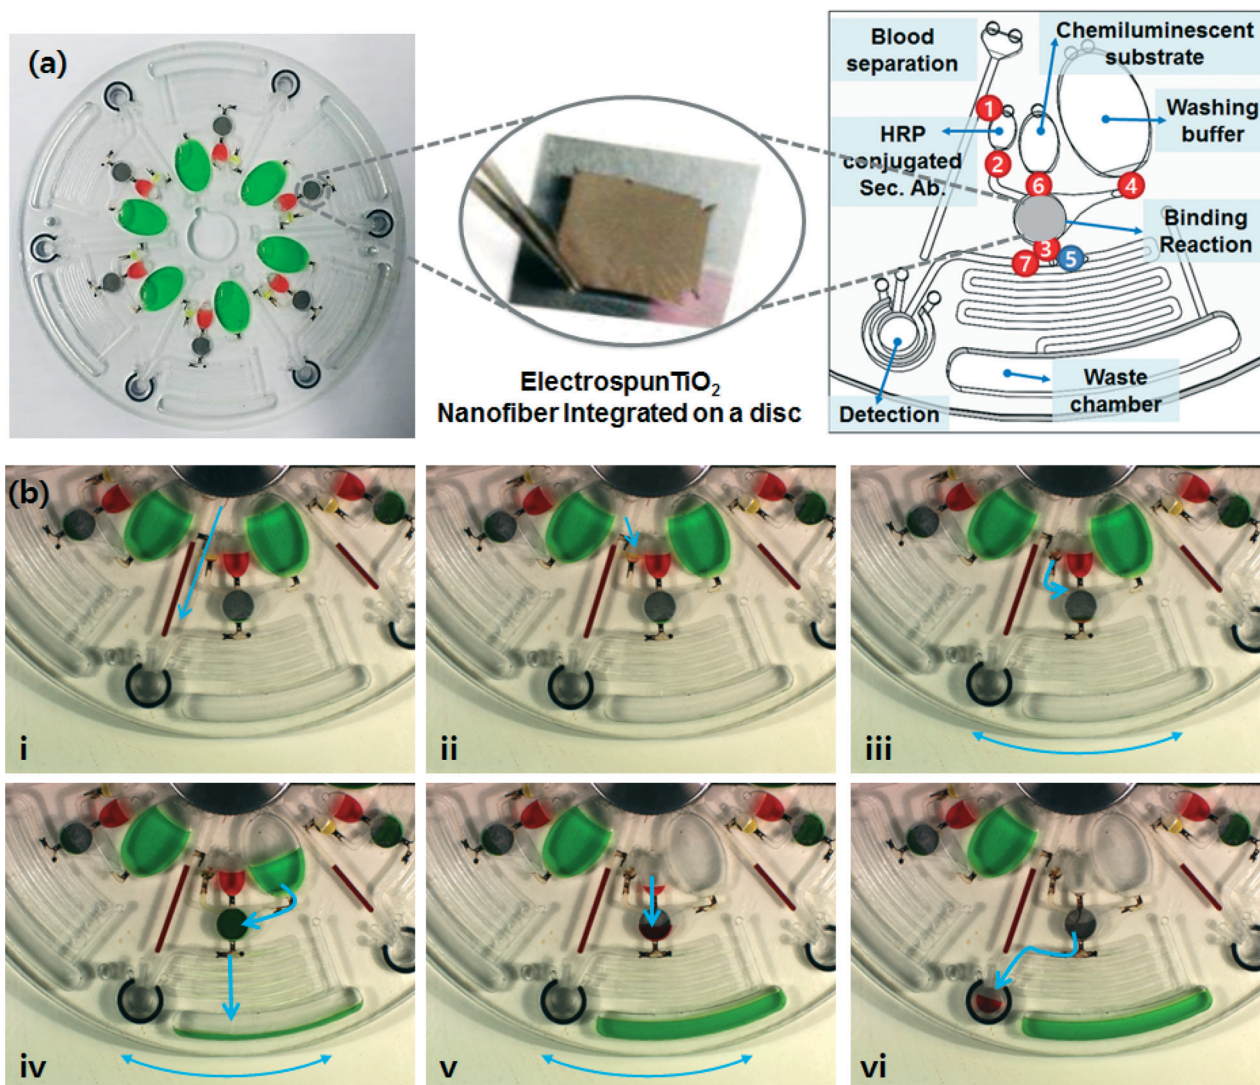 (a)
ElectrospunTiO2
Nanofiber Integrated on a disc
Blood
separation
Chemiluminescent
substrate
Washing
buffer
HRP
conjugated
Sec. Ab.
Binding
Reaction
Waste
chamber
Detection
1
2
6
4
3
7
5
(b)
i
ii
iii
iv
v
vi